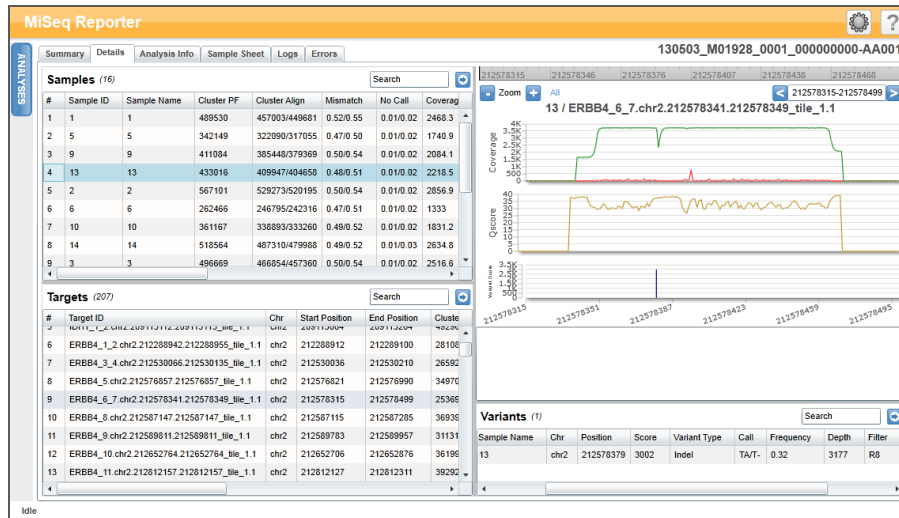 MiSeq Reporter
?
ANALYSES
Summary Details Analysis Info Sample Sheet Logs Errors
130503_M01928_0001_000000000-AA001
Samples (16) Search
# Sample ID Sample Name Cluster PF Cluster Align Mismatch No Call Coverag
1 1 1 489530 457003/449681 0.52/0.55 0.01/0.02 2468.3
2 5 5 342149 322090/317055 0.47/0.50 0.01/0.02 1740.9
3 9 9 411084 385448/379369 0.50/0.54 0.01/0.02 2084.1
4 13 13 433016 409947/404658 0.48/0.51 0.01/0.02 2218.5
5 2 2 567101 529273/520195 0.50/0.54 0.01/0.02 2856.9
6 6 6 262466 246795/242316 0.47/0.51 0.01/0.02 1333
7 10 10 361167 338893/333260 0.49/0.52 0.01/0.02 1831.2
8 14 14 518564 487310/479988 0.49/0.52 0.01/0.03 2634.8
9 3 3 496669 466854/457360 0.50/0.54 0.01/0.02 2516.6
Targets (207) Search
# Target ID Chr Start Position End Position Cluste
6 ERBB4_1_2.chr2.212288942.212288955_tile_1.1 chr2 212288912 212289100 28108
7 ERBB4_3_4.chr2.212530066.212530135_tile_1.1 chr2 212530036 212530210 26592
8 ERBB4_5.chr2.212576857.212576857_tile_1.1 chr2 212576821 212576990 34970
9 ERBB4_6_7.chr2.212578341.212578349_tile_1.1 chr2 212578315 212578499 25369
10 ERBB4_8.chr2.212587147.212587147_tile_1.1 chr2 212587115 212587285 36939
11 ERBB4_9.chr2.212589811.212589811_tile_1.1 chr2 212589783 212589957 31131
12 ERBB4_10.chr2.212652764.212652764_tile_1.1 chr2 212652706 212652876 36199
13 ERBB4_11.chr2.212812157.212812157_tile_1.1 chr2 212812127 212812311 39292
212578315 212578346 212578376 212578407 212578438 212578468
- Zoom + All < 212578315-212578499 >
13 / ERBB4_6_7.chr2.212578341.212578349_tile_1.1
Coverage
4K
3.5K
3K
2.5K
2K
1.5K
1K
500
0
Qscore
40
35
30
25
20
15
10
5
0
Variant Score
3.5K
3K
2.5K
2K
1.5K
1K
500
0
212578315 212578351 212578387 212578423 212578459 212578495
Variants (1) Search
Sample Name Chr Position Score Variant Type Call Frequency Depth Filter
13 chr2 212578379 3002 Indel TA/T- 0.32 3177 R8
Idle